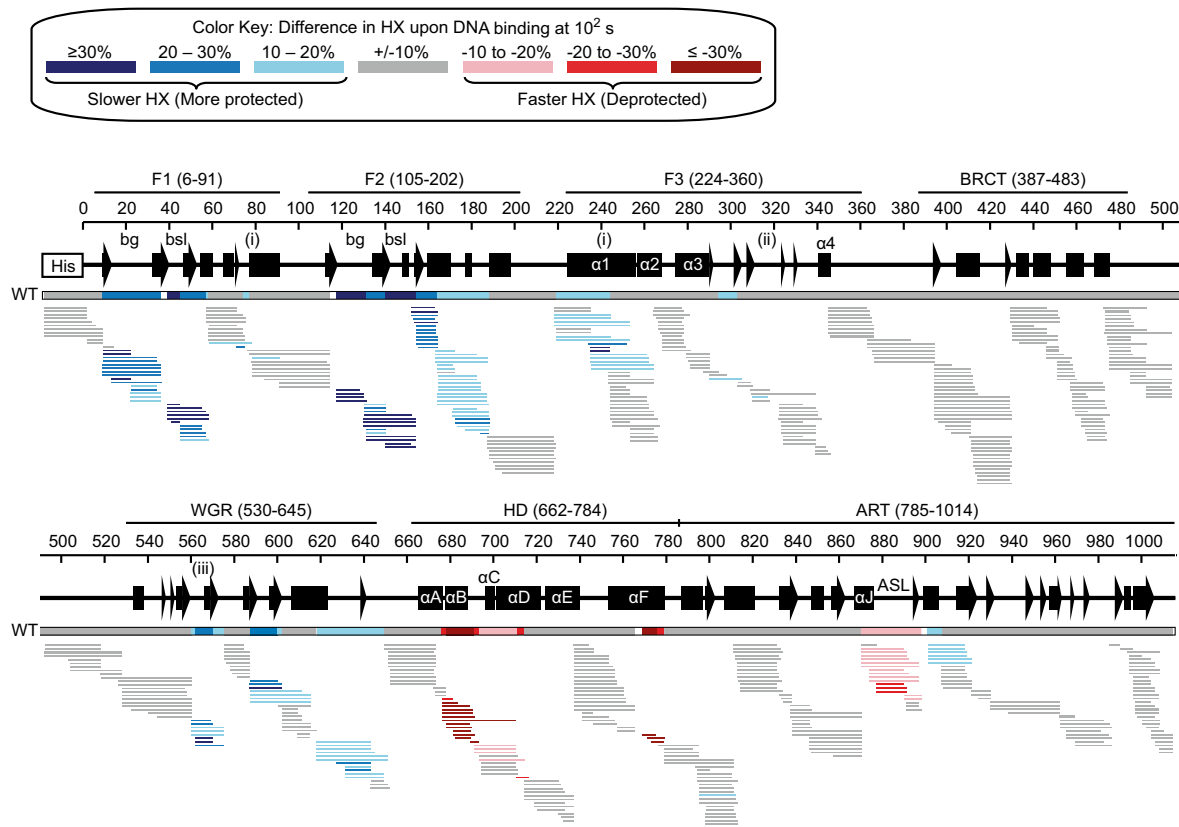 Color Key: Difference in HX upon DNA binding at 10² s
≥30% 20 – 30% 10 – 20% +/-10% -10 to -20% -20 to -30% ≤ -30%
Slower HX (More protected) Faster HX (Deprotected)
F1 (6-91) F2 (105-202) F3 (224-360) BRCT (387-483)
0 20 40 60 80 100 120 140 160 180 200 220 240 260 280 300 320 340 360 380 400 420 440 460 480 500
bg bsl (i) bg bsl (i) (ii) α4
His α1 α2 α3
WT
WGR (530-645) HD (662-784) ART (785-1014)
500 520 540 560 580 600 620 640 660 680 700 720 740 760 780 800 820 840 860 880 900 920 940 960 980 1000
(iii) αC ASL
αA αB αD αE αF αJ
WT